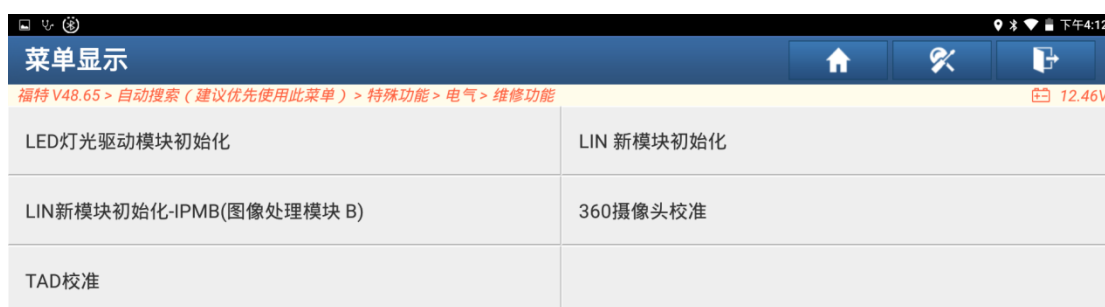 下午4:12
菜单显示
福特 V48.65 > 自动搜索 ( 建议优先使用此菜单 ) > 特殊功能 > 电气 > 维修功能
12.46V
LED灯光驱动模块初始化
LIN 新模块初始化
LIN新模块初始化-IPMB(图像处理模块 B)
360摄像头校准
TAD校准